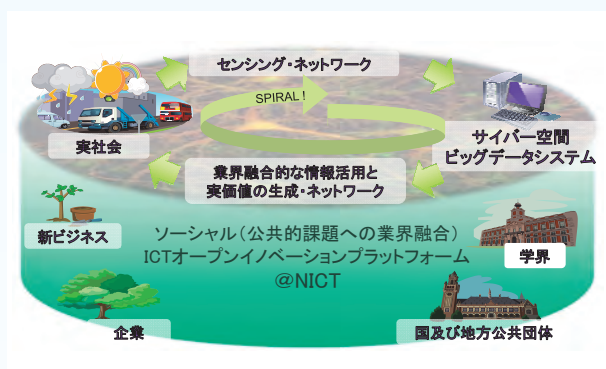 センシング・ネットワーク
SPIRAL！
実社会
サイバー空間
ビッグデータシステム
業界融合的な情報活用と
実価値の生成・ネットワーク
新ビジネス
ソーシャル（公共的課題への業界融合）
ICTオープンイノベーションプラットフォーム
@NICT
学界
企業
国及び地方公共団体